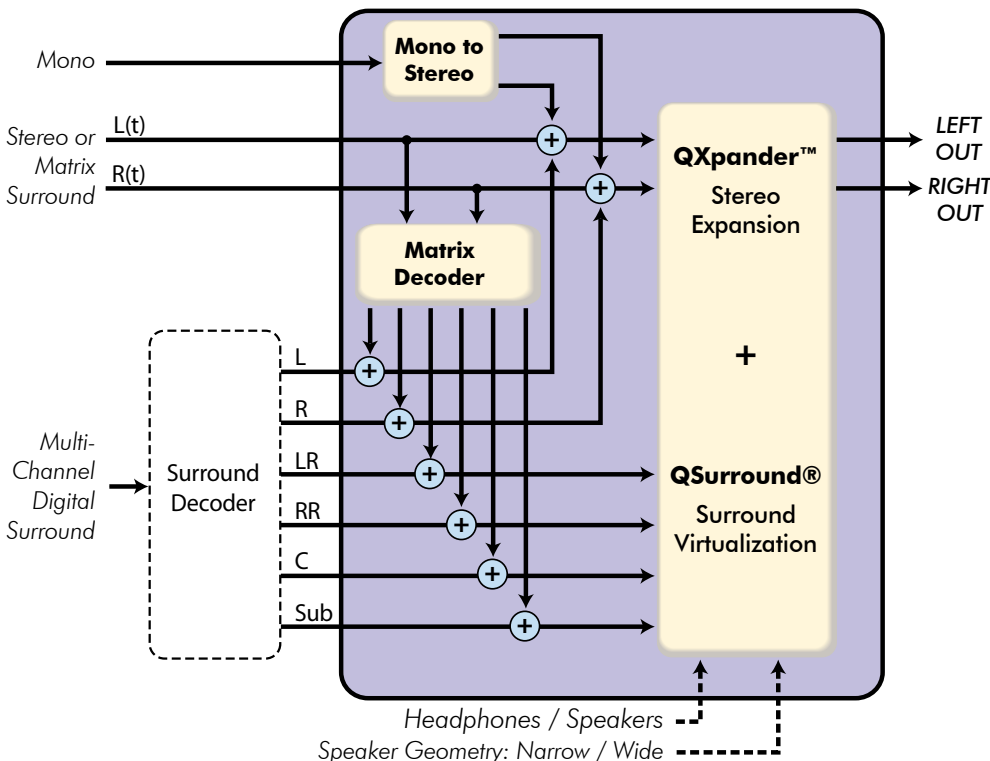 Mono
Mono to
Stereo
Stereo or
Matrix
Surround
L(t)
R(t)
+
+
LEFT
OUT
RIGHT
OUT
QXpander™
Stereo
Expansion
+
QSurround®
Surround
Virtualization
Matrix
Decoder
Multi-
Channel
Digital
Surround
Surround
Decoder
L
+
R
+
LR
+
RR
+
C
+
Sub
+
Headphones / Speakers
Speaker Geometry: Narrow / Wide